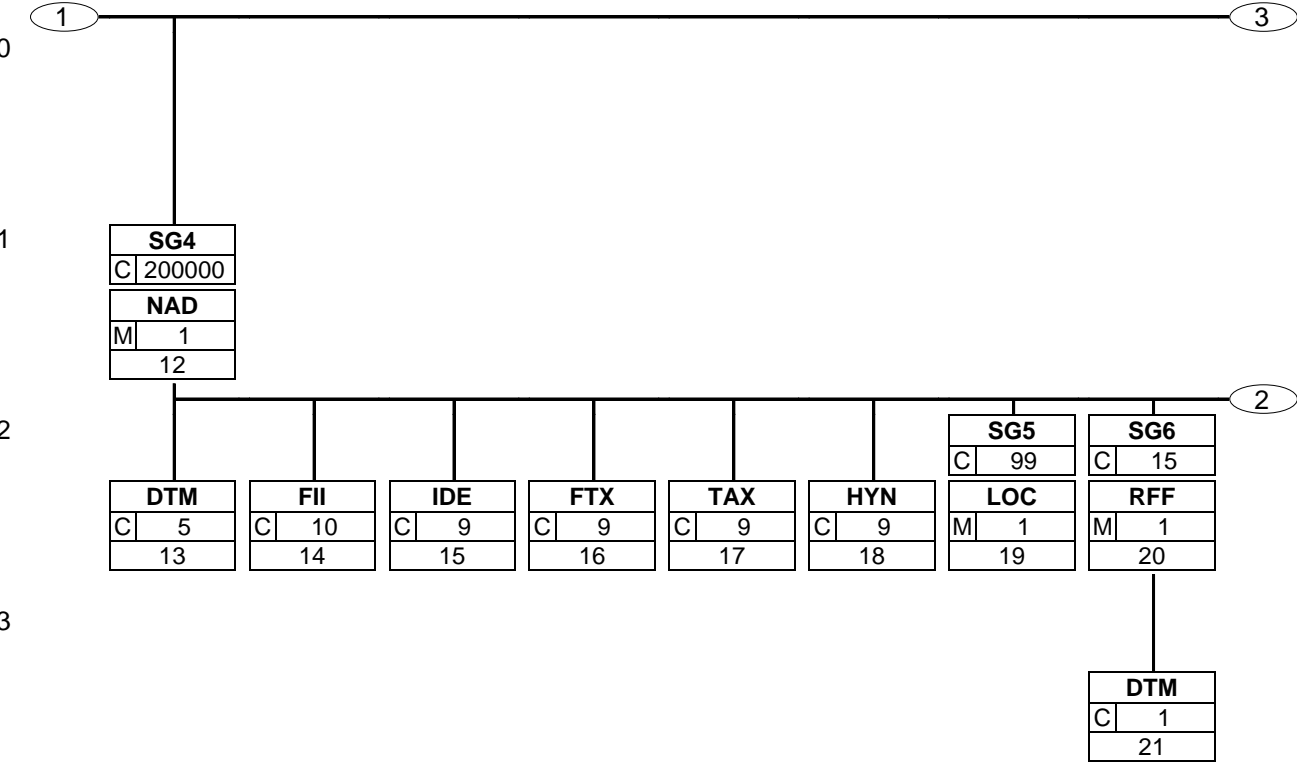 1 3
0
1 SG4
C 200000
NAD
M 1
12
2
2 SG5 SG6
C 99 C 15
DTM FII IDE FTX TAX HYN LOC RFF
C 5 C 10 C 9 C 9 C 9 C 9 M 1 M 1
13 14 15 16 17 18 19 20
3
DTM
C 1
21